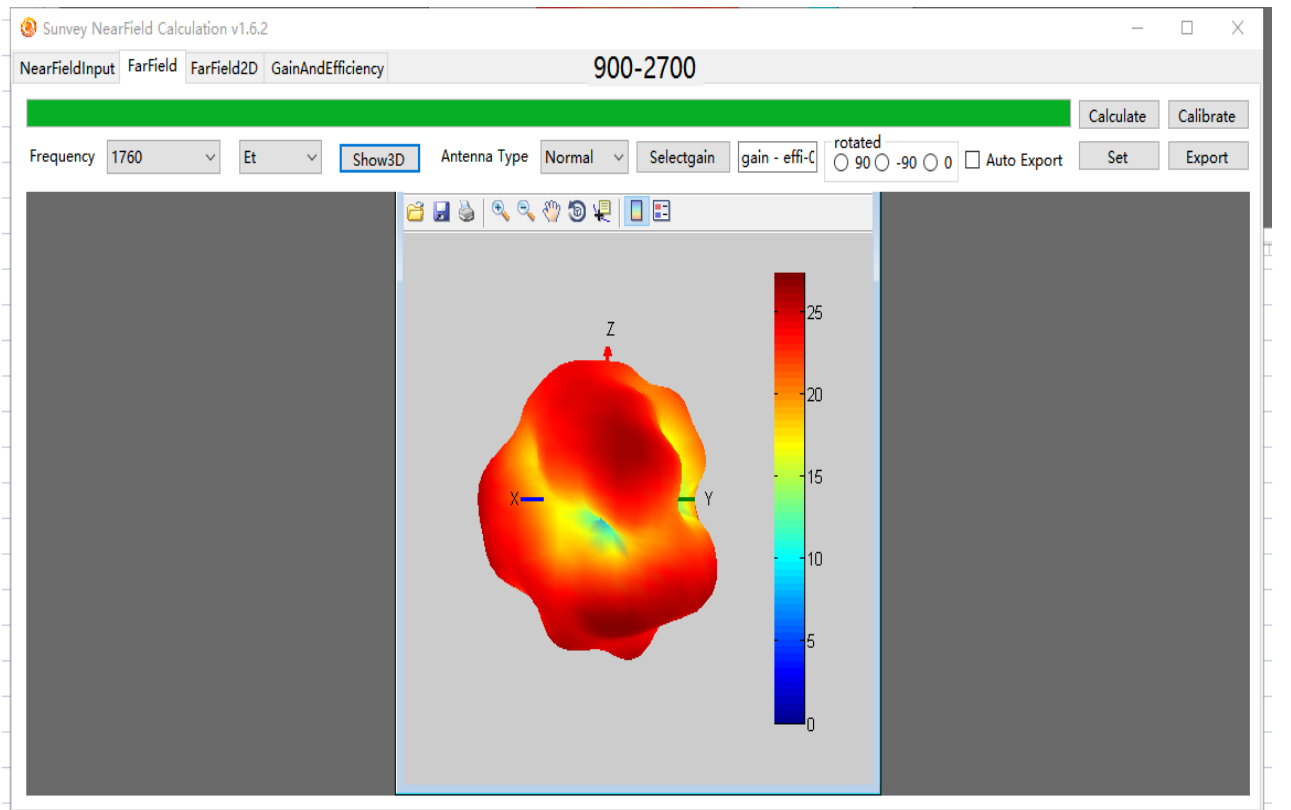 Sunvey NearField Calculation v1.6.2
NearFieldInput FarField FarField2D GainAndEfficiency 900-2700
Calculate Calibrate
Frequency 1760 Et Show3D Antenna Type Normal Selectgain gain - effi- rotated 90 -90 0 Auto Export Set Export
Z
X Y
25
20
15
10
5
0